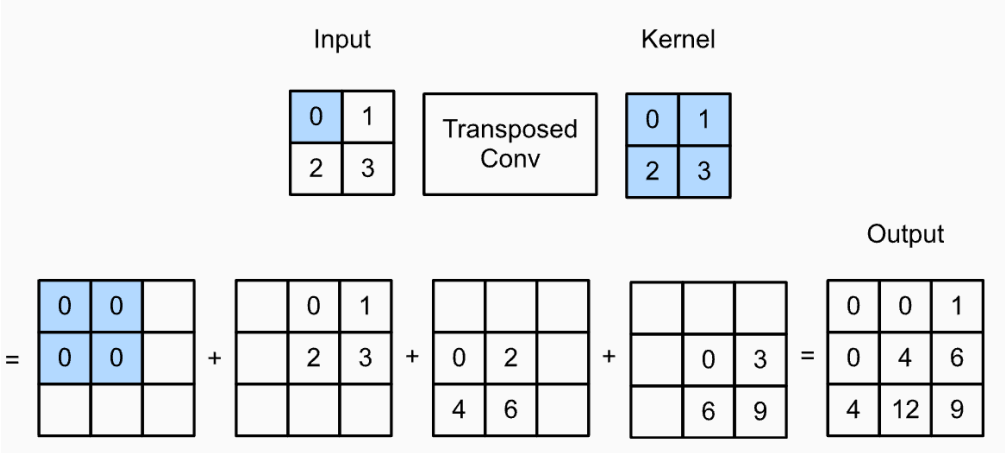 Input Kernel
0 1 Transposed Conv 0 1
2 3 2 3
Output
0 0 0 1 0 0 1
= 0 0 + 2 3 + 0 2 + 0 3 = 0 4 6
4 6 6 9 4 12 9